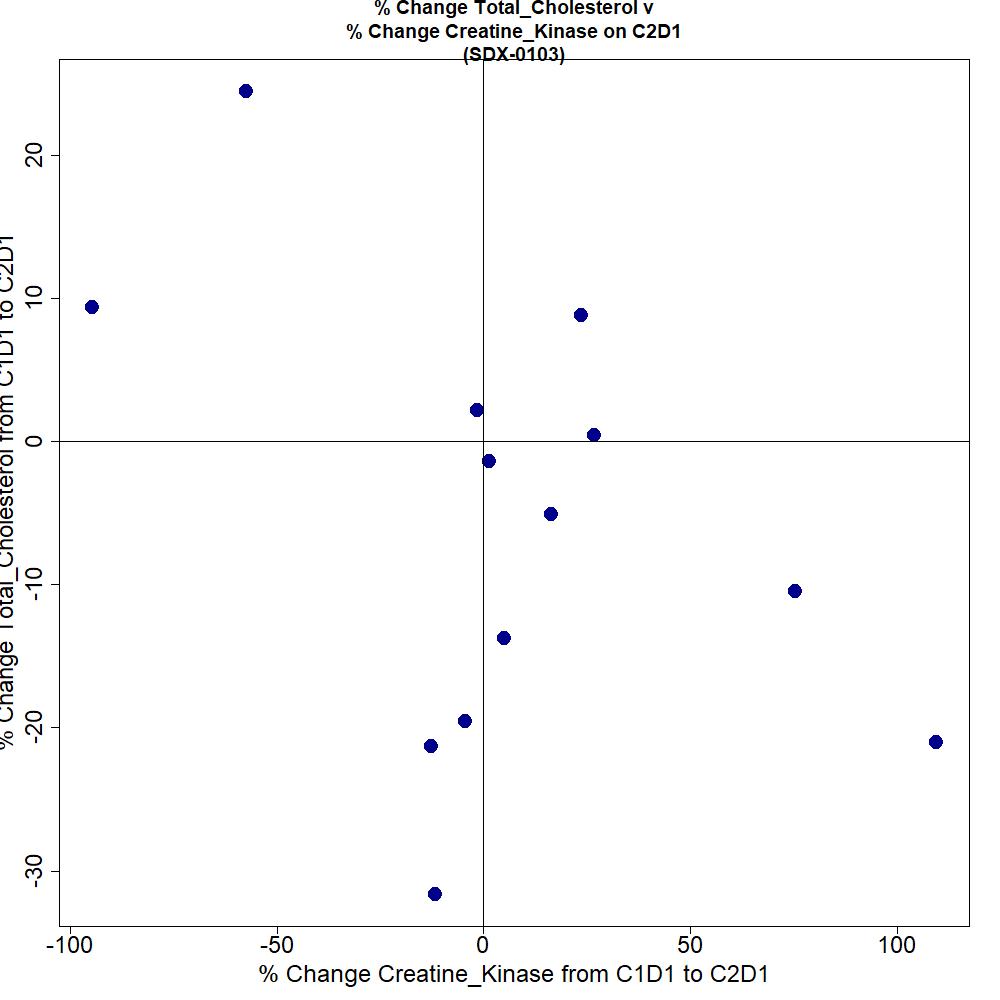 % Change Total_Cholesterol v
% Change Creatine_Kinase on C2D1
(SDX-0103)
% Change Total_Cholesterol from C1D1 to C2D1
20
10
0
-10
-20
-30
-100 -50 0 50 100
% Change Creatine_Kinase from C1D1 to C2D1